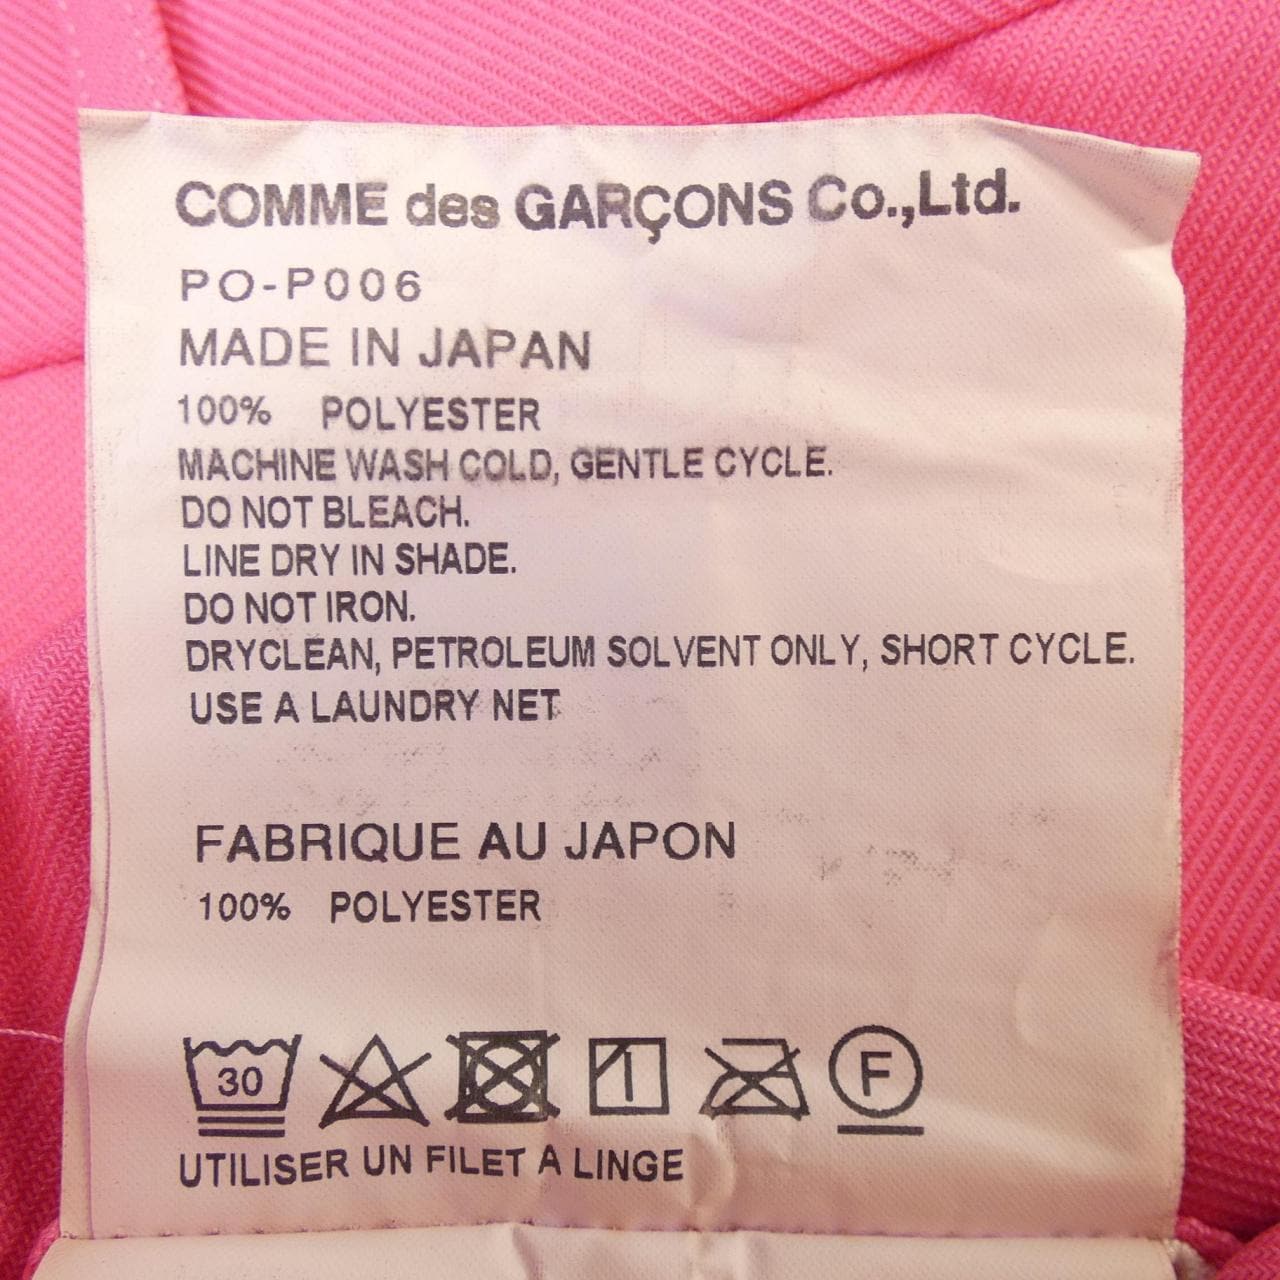 COMME des GARÇONS Co.,Ltd.
PO-P006
MADE IN JAPAN
100% POLYESTER
MACHINE WASH COLD, GENTLE CYCLE.
DO NOT BLEACH.
LINE DRY IN SHADE.
DO NOT IRON.
DRYCLEAN, PETROLEUM SOLVENT ONLY, SHORT CYCLE.
USE A LAUNDRY NET
FABRIQUE AU JAPON
100% POLYESTER
30 F
UTILISER UN FILET A LINGE